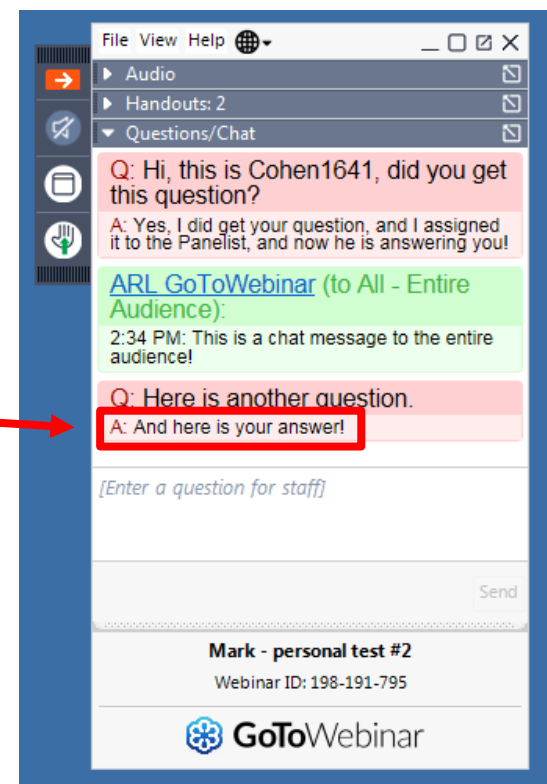 File View Help
Audio
Handouts: 2
Questions/Chat
Q: Hi, this is Cohen1641, did you get
this question?
A: Yes, I did get your question, and I assigned
it to the Panelist, and now he is answering you!
ARL GoToWebinar (to All - Entire
Audience):
2:34 PM: This is a chat message to the entire
audience!
Q: Here is another question.
A: And here is your answer!
[Enter a question for staff]
Send
Mark - personal test #2
Webinar ID: 198-191-795
GoToWebinar